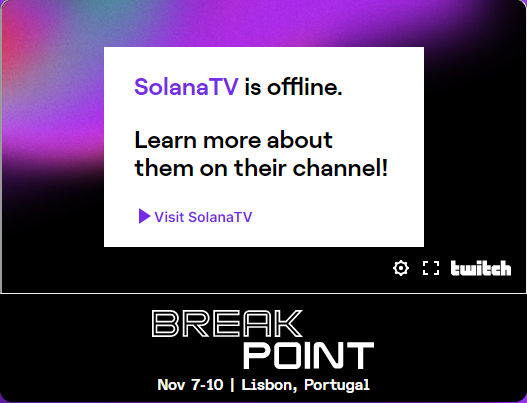 SolanaTV is offline.
Learn more about
them on their channel!
Visit SolanaTV
twitch
BREAK
POINT
Nov 7-10 | Lisbon, Portugal